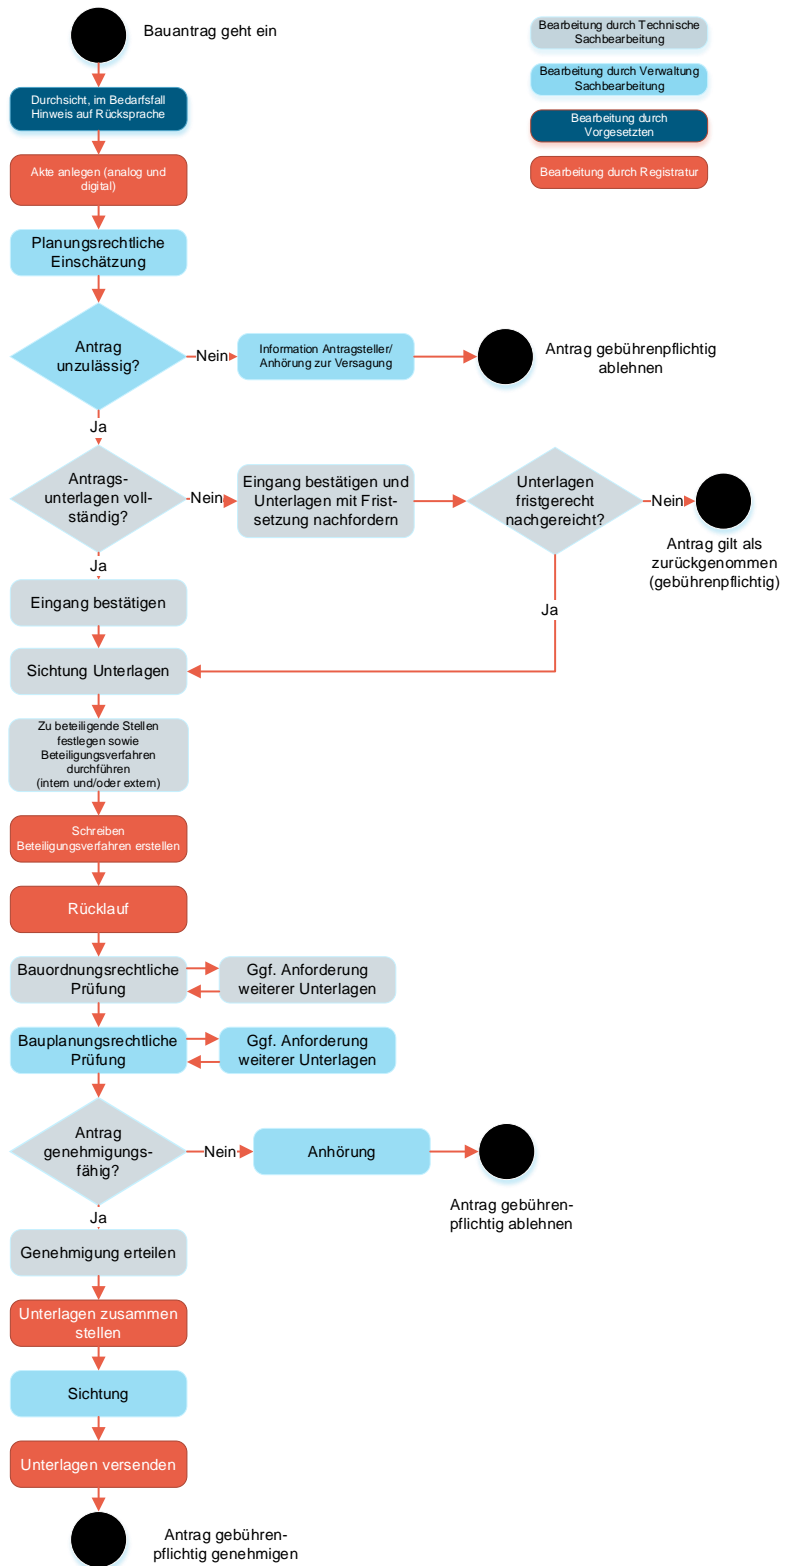 Bauantrag geht ein
Bearbeitung durch Technische
Sachbearbeitung
Bearbeitung durch Verwaltung
Sachbearbeitung
Bearbeitung durch
Vorgesetzten
Bearbeitung durch Registratur
Durchsicht, im Bedarfsfall
Hinweis auf Rücksprache
Akte anlegen (analog und
digital)
Planungsrechtliche
Einschätzung
Antrag
unzulässig?
Nein
Information Antragsteller/
Anhörung zur Versagung
Antrag gebührenpflichtig
ablehnen
Ja
Antrags-
unterlagen voll-
ständig?
Nein
Eingang bestätigen und
Unterlagen mit Frist-
setzung nachfordern
Unterlagen
fristgerecht
nachgereicht?
Nein
Antrag gilt als
zurückgenommen
(gebührenpflichtig)
Ja
Ja
Eingang bestätigen
Sichtung Unterlagen
Zu beteiligende Stellen
festlegen sowie
Beteiligungsverfahren
durchführen
(intern und/oder extern)
Schreiben
Beteiligungsverfahren erstellen
Rücklauf
Bauordnungsrechtliche
Prüfung
Ggf. Anforderung
weiterer Unterlagen
Bauplanungsrechtliche
Prüfung
Ggf. Anforderung
weiterer Unterlagen
Antrag
genehmigungs-
fähig?
Nein
Anhörung
Antrag gebühren-
pflichtig ablehnen
Ja
Genehmigung erteilen
Unterlagen zusammen
stellen
Sichtung
Unterlagen versenden
Antrag gebühren-
pflichtig genehmigen